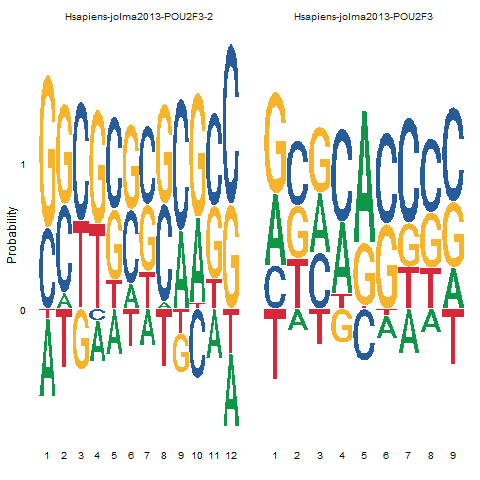 Hsapiens-jolma2013-POU2F3-2
Hsapiens-jolma2013-POU2F3
Probability
1
0
1 2 3 4 5 6 7 8 9 10 11 12
1 2 3 4 5 6 7 8 9